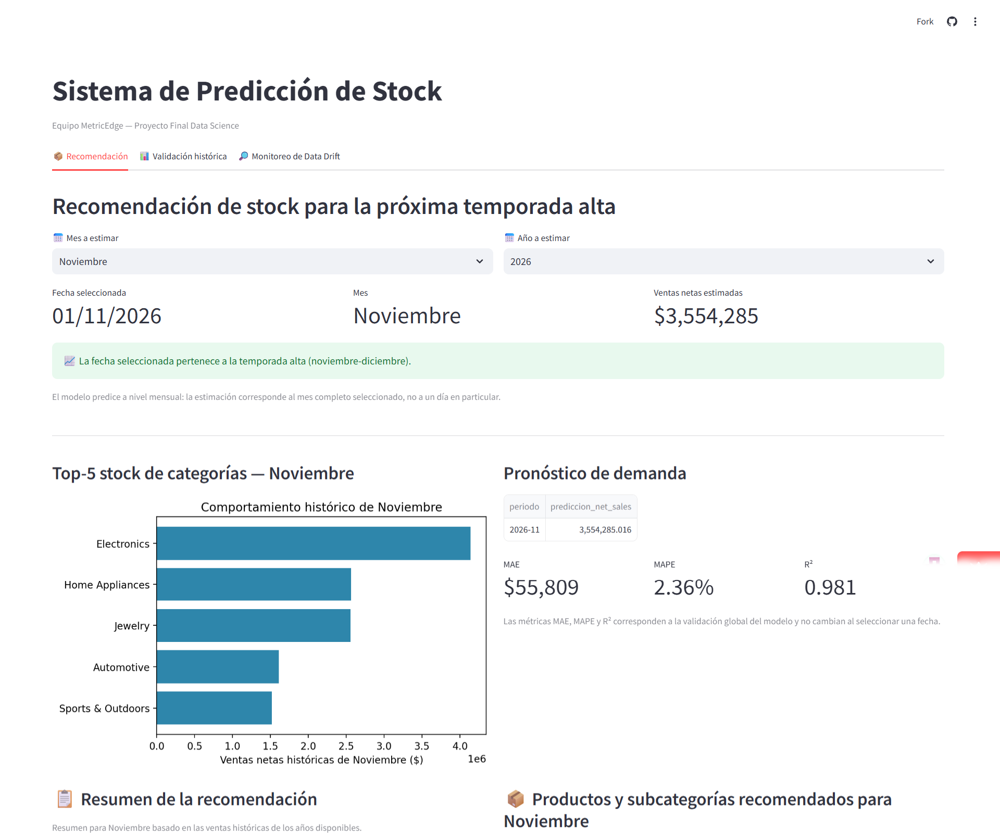 Fork
Sistema de Predicción de Stock
Equipo MetricEdge — Proyecto Final Data Science
Recomendación
Validación histórica
Monitoreo de Data Drift
Recomendación de stock para la próxima temporada alta
Mes a estimar
Noviembre
Año a estimar
2026
Fecha seleccionada
01/11/2026
Mes
Noviembre
Ventas netas estimadas
$3,554,285
La fecha seleccionada pertenece a la temporada alta (noviembre-diciembre).
El modelo predice a nivel mensual: la estimación corresponde al mes completo seleccionado, no a un día en particular.
Top-5 stock de categorías — Noviembre
Comportamiento histórico de Noviembre
Electronics
Home Appliances
Jewelry
Automotive
Sports & Outdoors
0.0 0.5 1.0 1.5 2.0 2.5 3.0 3.5 4.0
1e6
Ventas netas históricas de Noviembre ($)
Pronóstico de demanda
periodo prediccion_net_sales
2026-11 3,554,285.016
MAE
$55,809
MAPE
2.36%
R²
0.981
Las métricas MAE, MAPE y R² corresponden a la validación global del modelo y no cambian al seleccionar una fecha.
Resumen de la recomendación
Resumen para Noviembre basado en las ventas históricas de los años disponibles.
Productos y subcategorías recomendados para
Noviembre